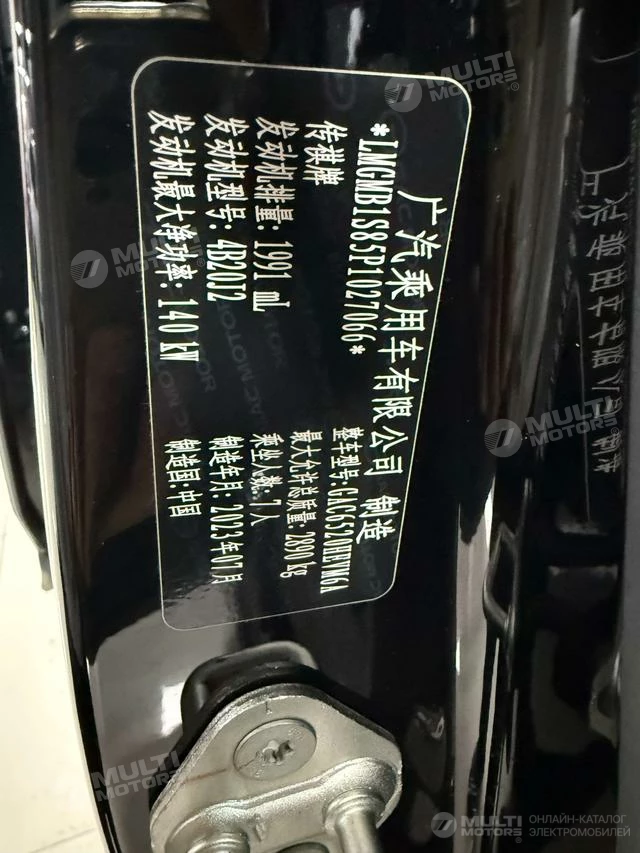 广汽乘用车有限公司 制造
*LMGMB1S85P1027066*
传祺牌
整车型号:GAC6520HEVM6A
发动机排量:1991 mL
最大允许总质量:2890kg
发动机型号:4B20J2
乘坐人数:7人
发动机最大净功率:140 kW
制造年月:2023年07月
制造国:中国
MULTI
MOTORS®
MULTI
MOTORS®
MULTI
MOTORS®
MULTI
MOTORS®
MULTI
MOTORS®
ОНЛАЙН-КАТАЛОГ
ЭЛЕКТРОМОБИЛЕЙ